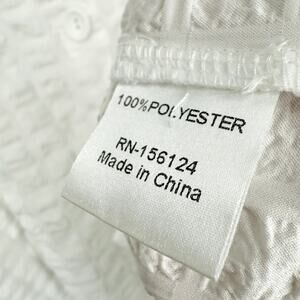 100%POLYESTER
RN-156124
Made in China